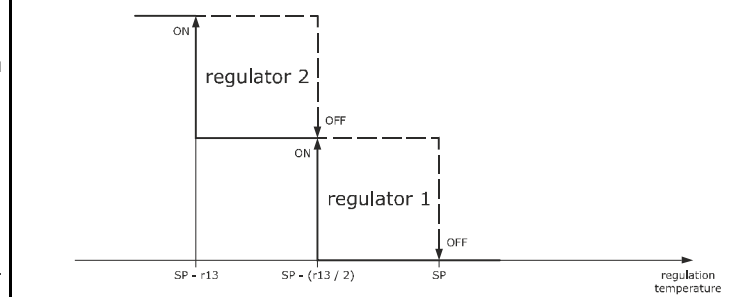 ON
regulator 2
OFF
ON
regulator 1
OFF
SP - r13
SP - (r13 / 2)
SP
regulation
temperature